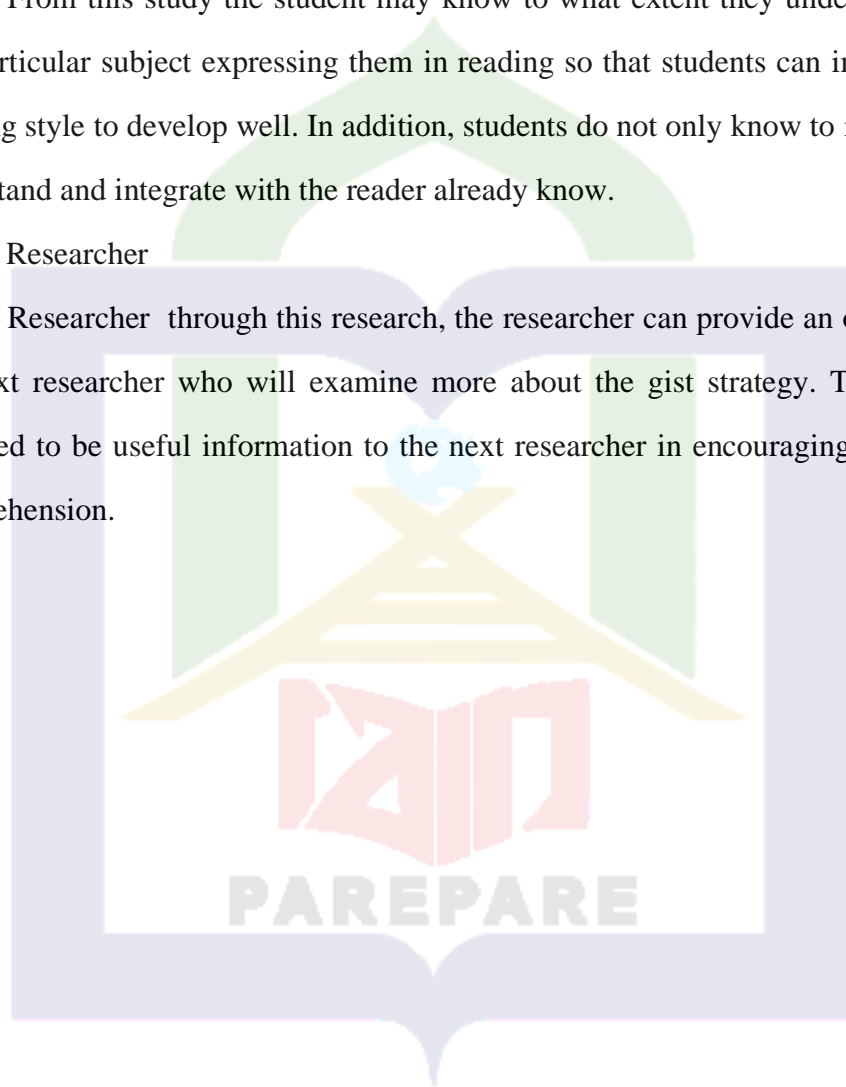 From this study the student may know to what extent they unde
rticular subject expressing them in reading so that students can i
g style to develop well. In addition, students do not only know to
tand and integrate with the reader already know.
Researcher
Researcher through this research, the researcher can provide an
xt researcher who will examine more about the gist strategy. T
ed to be useful information to the next researcher in encouraging
ehension.
iain
PAREPARE